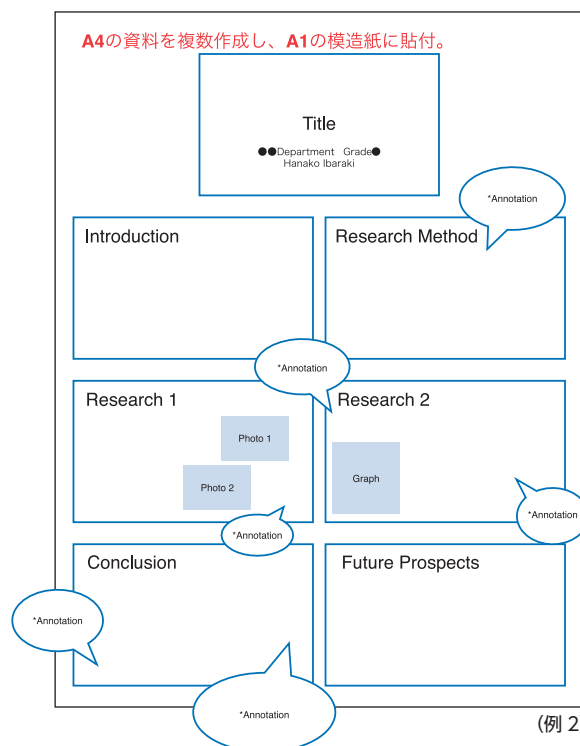 A4の資料を複数作成し、A1の模造紙に貼付。
Title
●●Department Grade●
Hanako Ibaraki
*Annotation
Introduction
Research Method
*Annotation
Research 1
Research 2
Photo 1
Photo 2
Graph
*Annotation
*Annotation
Conclusion
Future Prospects
*Annotation
*Annotation
(例 2